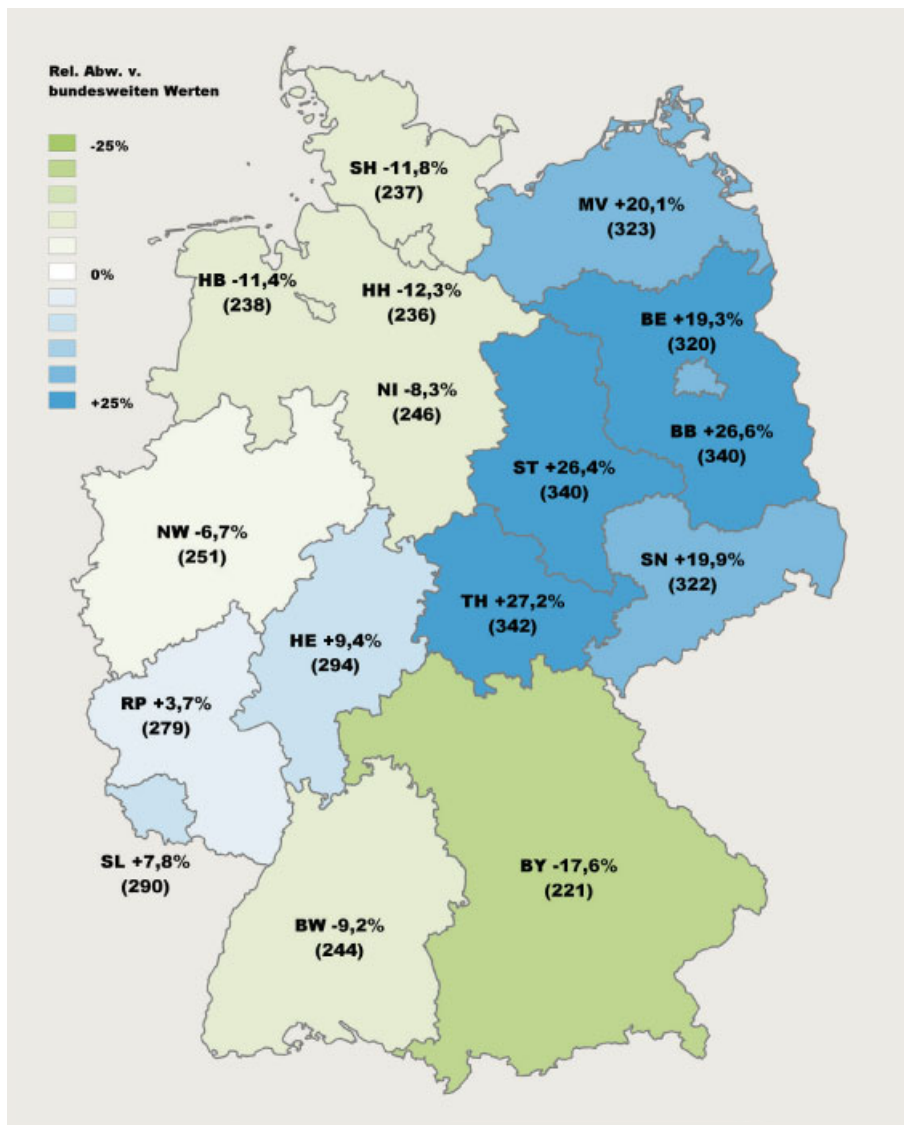 Rel. Abw. v.
bundesweiten Werten
-25%
0%
+25%
SH -11,8%
(237)
MV +20,1%
(323)
HB -11,4%
(238)
HH -12,3%
(236)
BE +19,3%
(320)
NI -8,3%
(246)
BB +26,6%
(340)
ST +26,4%
(340)
NW -6,7%
(251)
SN +19,9%
(322)
TH +27,2%
(342)
HE +9,4%
(294)
RP +3,7%
(279)
SL +7,8%
(290)
BY -17,6%
(221)
BW -9,2%
(244)